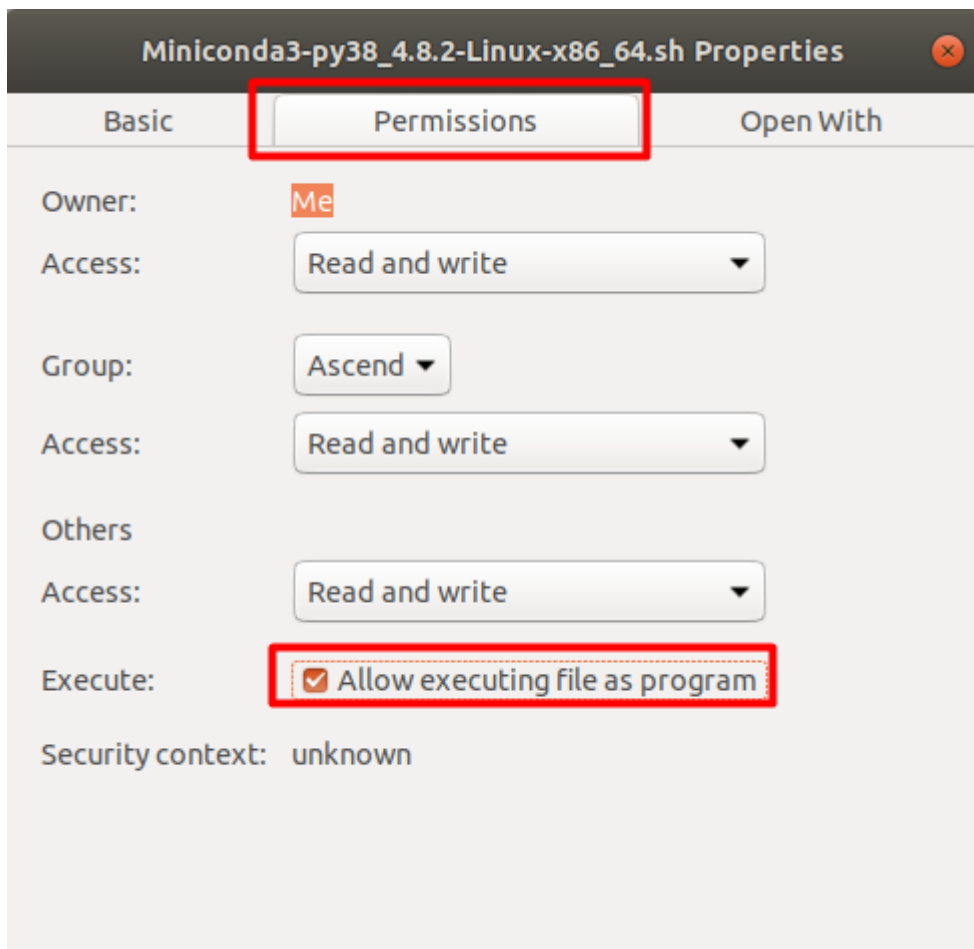 Miniconda3-py38_4.8.2-Linux-x86_64.sh Properties
Basic Permissions Open With
Owner: Me
Access: Read and write
Group: Ascend
Access: Read and write
Others
Access: Read and write
Execute: Allow executing file as program
Security context: unknown